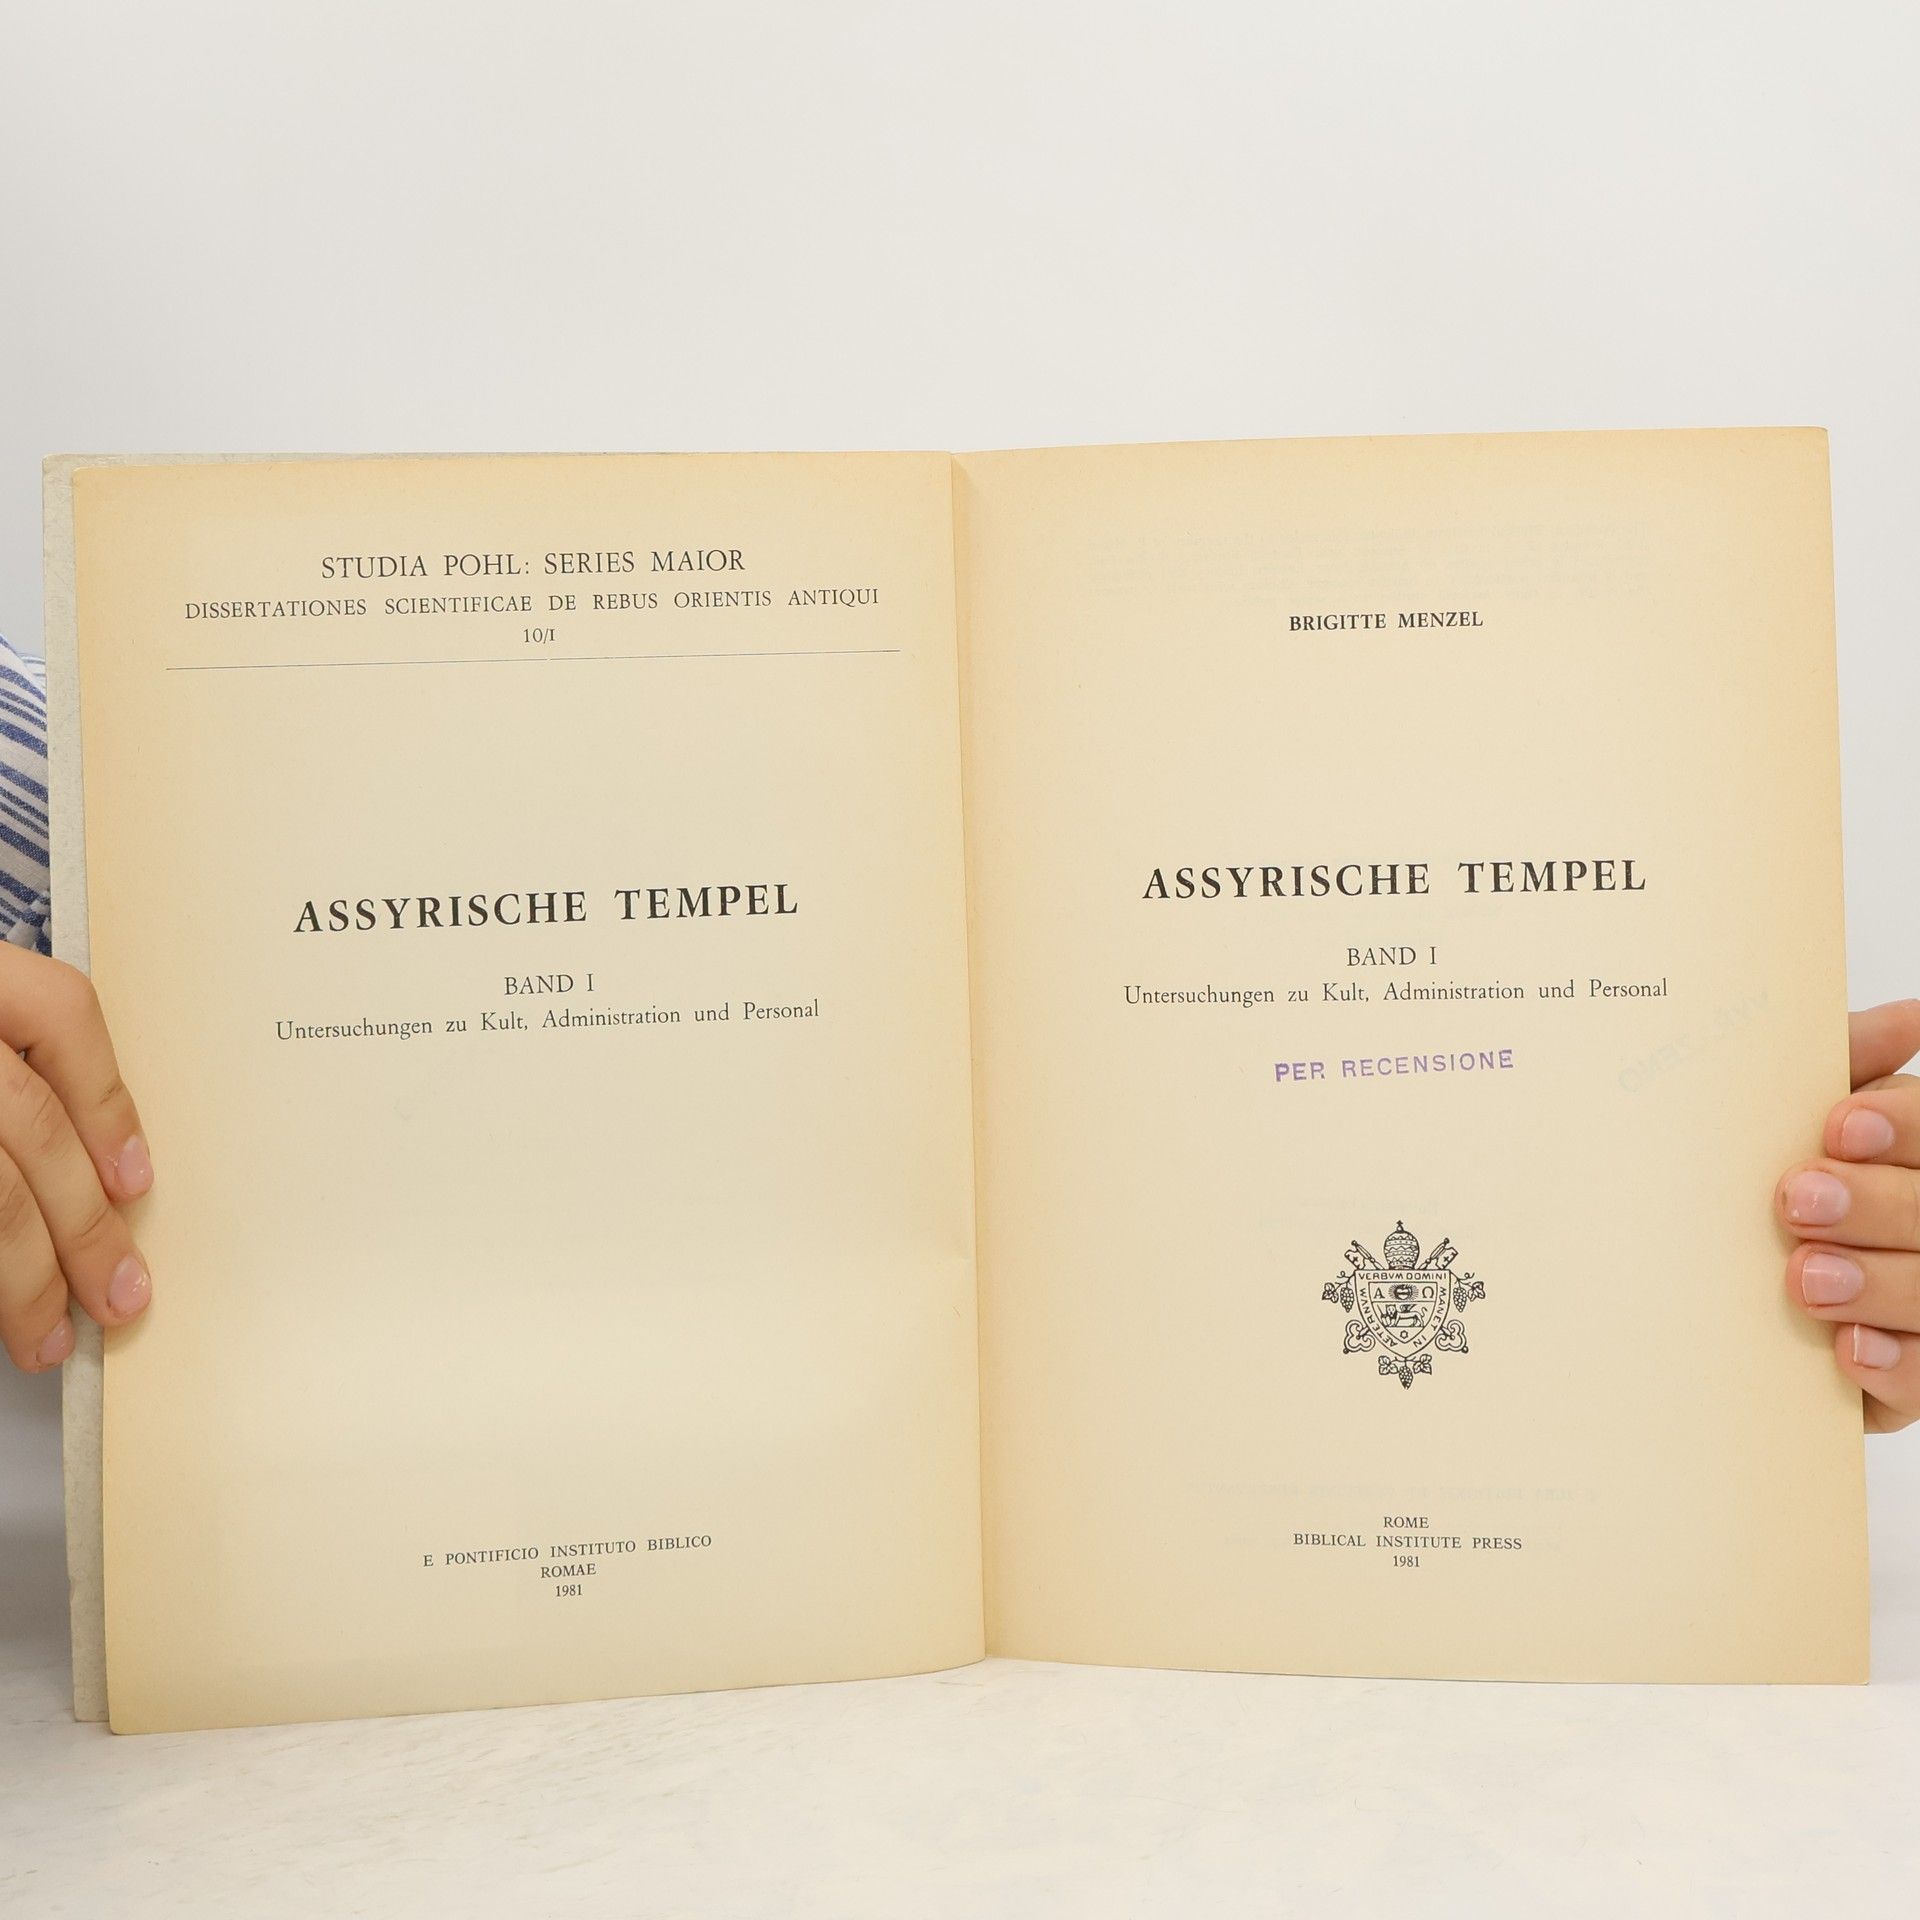 STUDIA POHL: SERIES MAIOR
DISSERTATIONES SCIENTIFICAE DE REBUS ORIENTIS ANTIQUI
10/I
ASSYRISCHE TEMPEL
BAND I
Untersuchungen zu Kult, Administration und Personal
E PONTIFICIO INSTITUTO BIBLICO
ROMAE
1981
BRIGITTE MENZEL
ASSYRISCHE TEMPEL
BAND I
Untersuchungen zu Kult, Administration und Personal
PER RECENSIONE
VERBVM DOMINI
MANET IN
ÆTERNVM
A Ω
ROME
BIBLICAL INSTITUTE PRESS
1981